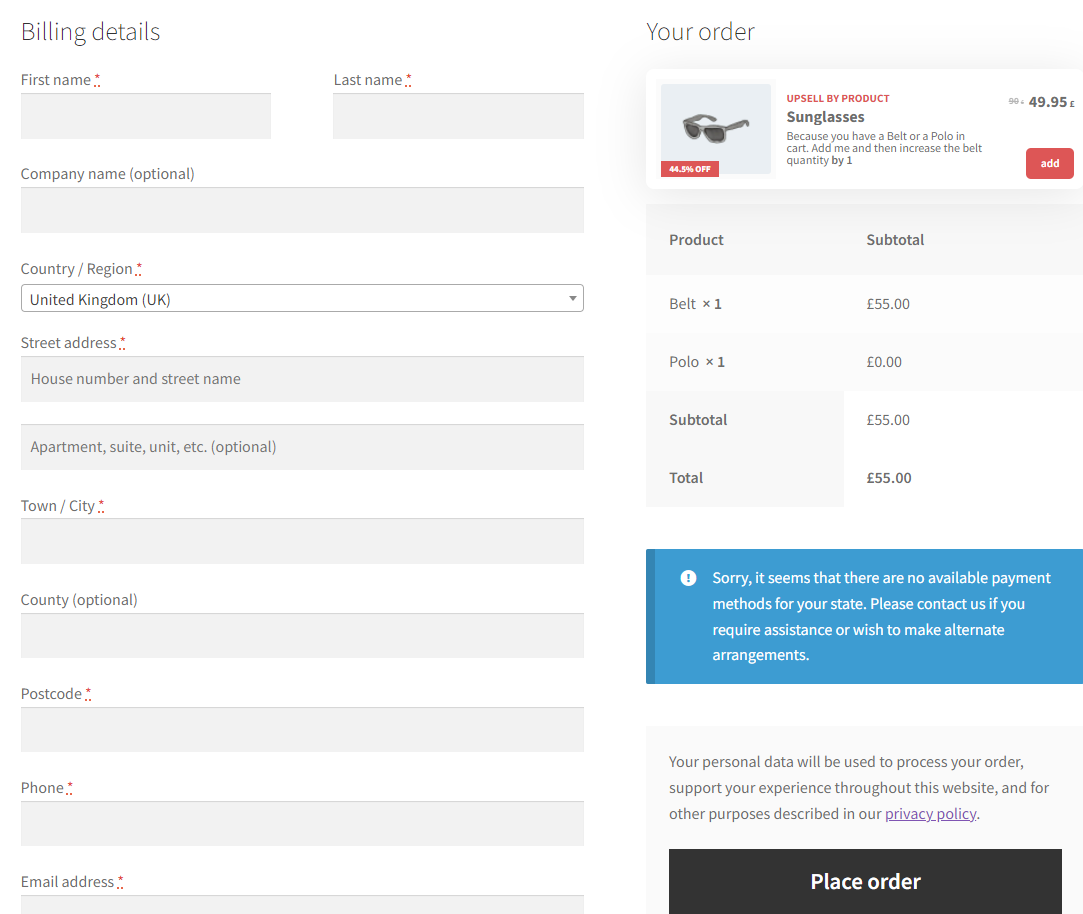 Billing details
First name *
Last name *
Company name (optional)
Country / Region *
United Kingdom (UK)
Street address *
House number and street name
Apartment, suite, unit, etc. (optional)
Town / City *
County (optional)
Postcode *
Phone *
Email address *
Your order
44.5% OFF
UPSELL BY PRODUCT
Sunglasses
Because you have a Belt or a Polo in
cart. Add me and then increase the belt
quantity by 1
90 £ 49.95 £
add
Product Subtotal
Belt × 1 £55.00
Polo × 1 £0.00
Subtotal £55.00
Total £55.00
Sorry, it seems that there are no available payment
methods for your state. Please contact us if you
require assistance or wish to make alternate
arrangements.
Your personal data will be used to process your order,
support your experience throughout this website, and for
other purposes described in our privacy policy.
Place order